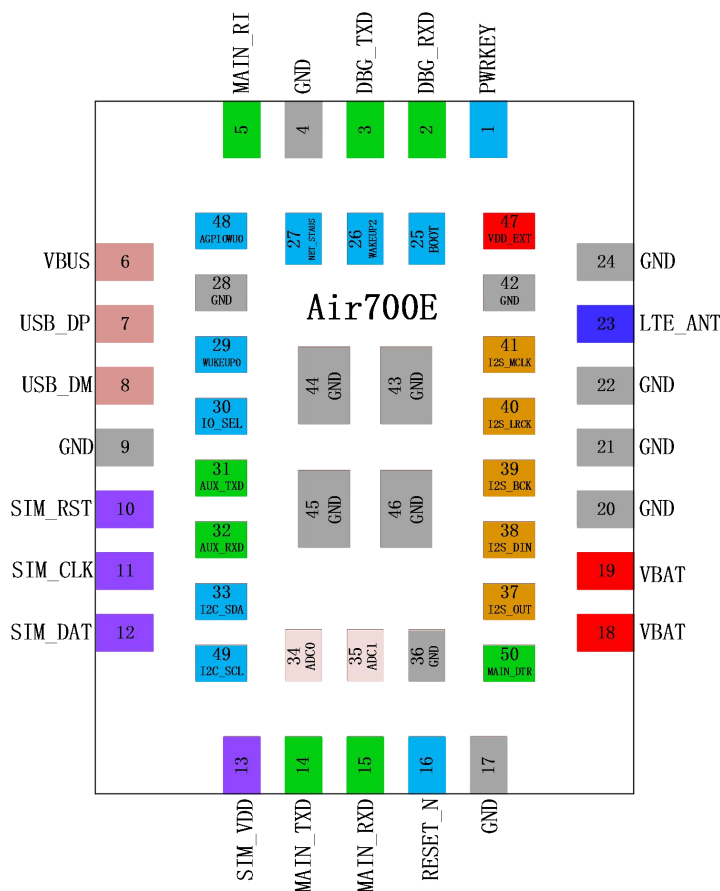 MAIN_RI
GND
DBG_TXD
DBG_RXD
PWRKEY
5
4
3
2
1
48
AGPIOWU0
27
NET_STAUS
26
WAKEUP2
25
BOOT
47
VDD_EXT
VBUS
6
24
GND
28
GND
42
GND
Air700E
USB_DP
7
23
LTE_ANT
29
WUKEUP0
41
I2S_MCLK
USB_DM
8
44
GND
43
GND
22
GND
30
IO_SEL
40
I2S_LRCK
GND
9
21
GND
31
AUX_TXD
39
I2S_BCK
SIM_RST
10
45
GND
46
GND
20
GND
32
AUX_RXD
38
I2S_DIN
SIM_CLK
11
19
VBAT
33
I2C_SDA
37
I2S_OUT
SIM_DAT
12
18
VBAT
49
I2C_SCL
34
ADC0
35
ADC1
36
GND
50
MAIN_DTR
13
14
15
16
17
SIM_VDD
MAIN_TXD
MAIN_RXD
RESET_N
GND